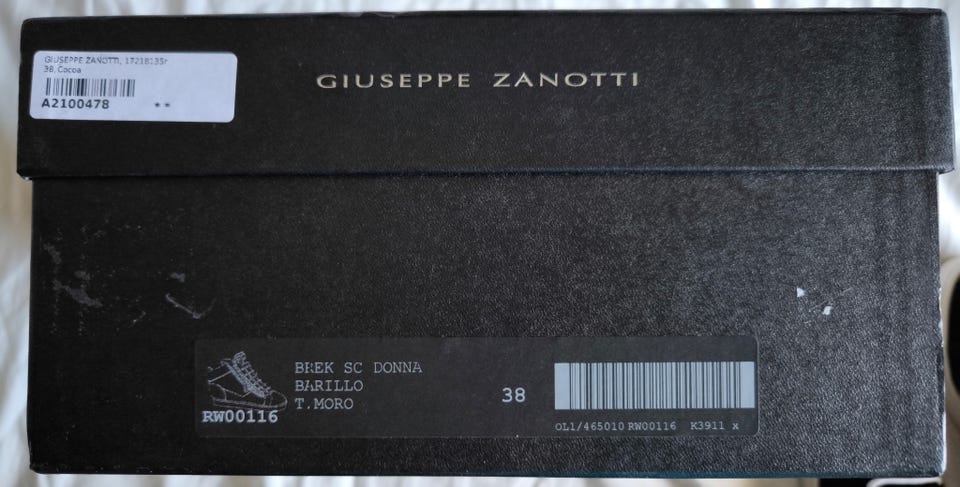 GIUSEPPE ZANOTTI, 17218135r
38, Cocoa
A2100478 **
GIUSEPPE ZANOTTI
BREK SC DONNA
BARILLO
T.MORO
RW00116
38
OL1/465010 RW00116 K3911 x